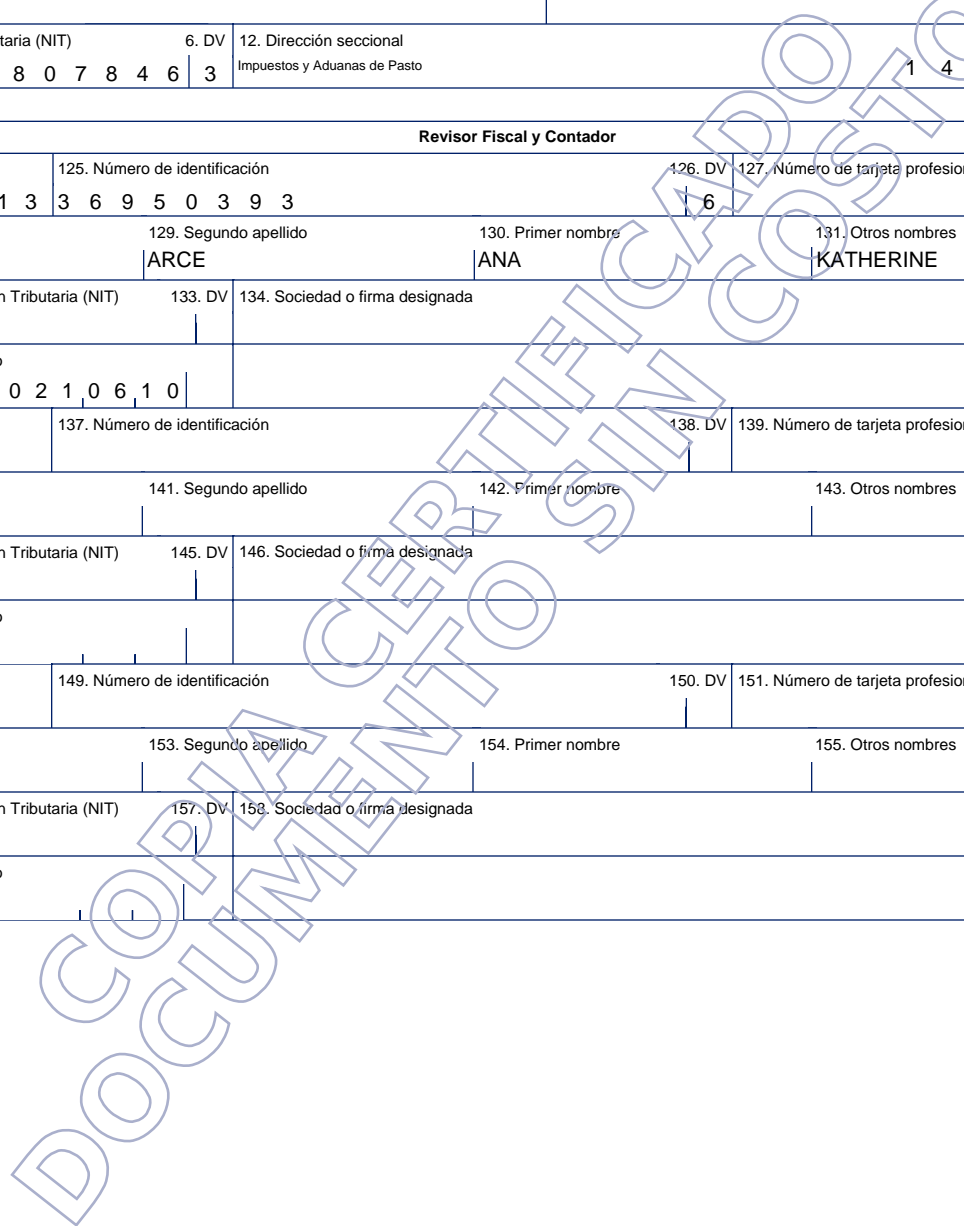 taria (NIT) 6. DV 12. Dirección seccional
8 0 7 8 4 6 3 Impuestos y Aduanas de Pasto 1 4
Revisor Fiscal y Contador
125. Número de identificación 126. DV 127. Número de tarjeta profesion
1 3 3 6 9 5 0 3 9 3 6
129. Segundo apellido 130. Primer nombre 131. Otros nombres
ARCE ANA KATHERINE
n Tributaria (NIT) 133. DV 134. Sociedad o firma designada
o
0 2 1 0 6 1 0
137. Número de identificación 138. DV 139. Número de tarjeta profesion
141. Segundo apellido 142. Primer nombre 143. Otros nombres
n Tributaria (NIT) 145. DV 146. Sociedad o firma designada
o
149. Número de identificación 150. DV 151. Número de tarjeta profesion
153. Segundo apellido 154. Primer nombre 155. Otros nombres
n Tributaria (NIT) 157. DV 158. Sociedad o firma designada
o
COPIA CERTIFICADO
DOCUMENTO SIN COSTO